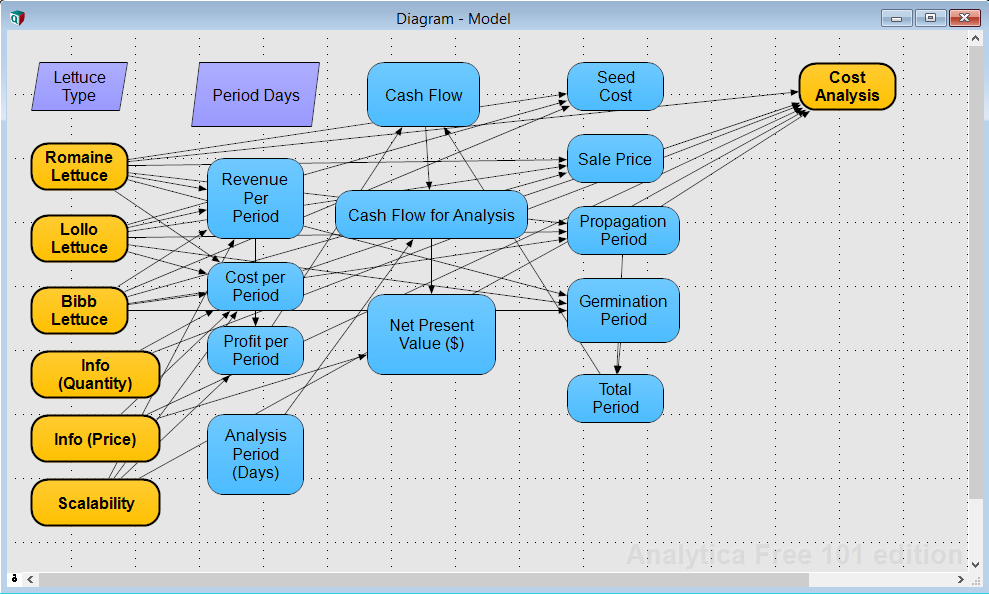 Diagram - Model
Lettuce
Type
Period Days
Cash Flow
Seed
Cost
Cost
Analysis
Romaine
Lettuce
Revenue
Per
Period
Sale Price
Lollo
Lettuce
Cash Flow for Analysis
Propagation
Period
Cost per
Period
Bibb
Lettuce
Germination
Period
Net Present
Value ($)
Profit per
Period
Info
(Quantity)
Total
Period
Info (Price)
Analysis
Period
(Days)
Scalability
Analytica Free 101 edition